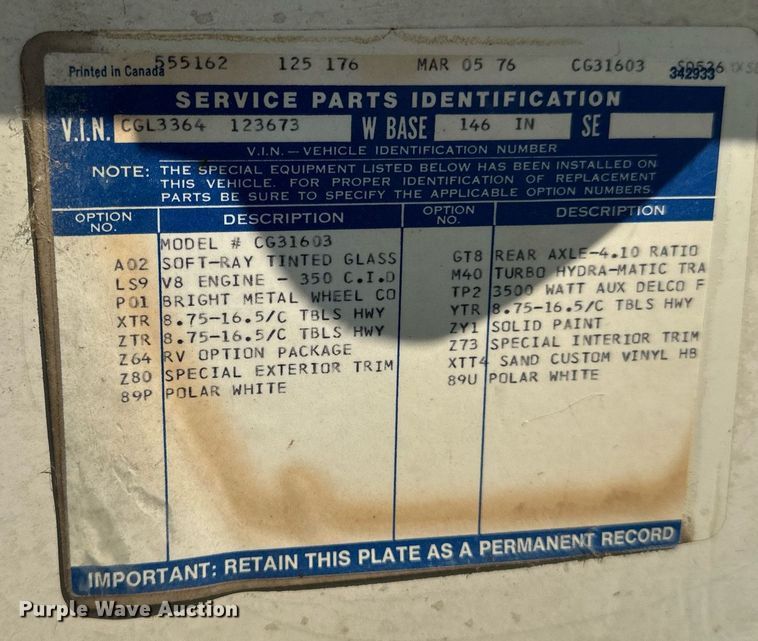 555162 125 176 MAR 05 76 CG31603
Printed in Canada 342933
SERVICE PARTS IDENTIFICATION
V.I.N. CGL3364 123673 W BASE 146 IN SE
V.I.N. — VEHICLE IDENTIFICATION NUMBER
NOTE: THE SPECIAL EQUIPMENT LISTED BELOW HAS BEEN INSTALLED ON
THIS VEHICLE. FOR PROPER IDENTIFICATION OF REPLACEMENT
PARTS BE SURE TO SPECIFY THE APPLICABLE OPTION NUMBERS.
OPTION NO. DESCRIPTION OPTION NO. DESCRIPTION
MODEL # CG31603
A02 SOFT-RAY TINTED GLASS
LS9 V8 ENGINE - 350 C.I.D
P01 BRIGHT METAL WHEEL CO
XTR 8.75-16.5/C TBLS HWY
ZTR 8.75-16.5/C TBLS HWY
Z64 RV OPTION PACKAGE
Z80 SPECIAL EXTERIOR TRIM
89P POLAR WHITE
GT8 REAR AXLE-4.10 RATIO
M40 TURBO HYDRA-MATIC TRA
TP2 3500 WATT AUX DELCO F
YTR 8.75-16.5/C TBLS HWY
ZY1 SOLID PAINT
Z73 SPECIAL INTERIOR TRIM
XTT4 SAND CUSTOM VINYL HB
89U POLAR WHITE
IMPORTANT: RETAIN THIS PLATE AS A PERMANENT RECORD
Purple Wave Auction